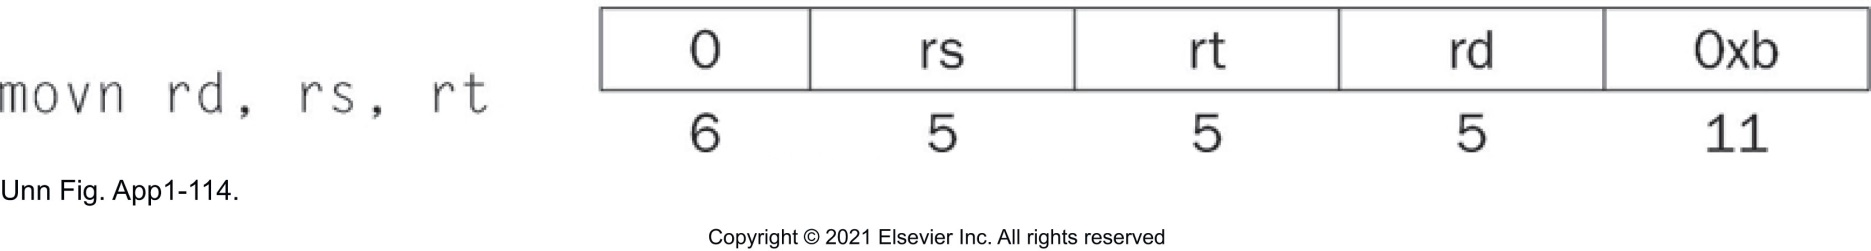 0 rs rt rd 0xb
movn rd, rs, rt
6 5 5 5 11
Unn Fig. App1-114.
Copyright © 2021 Elsevier Inc. All rights reserved